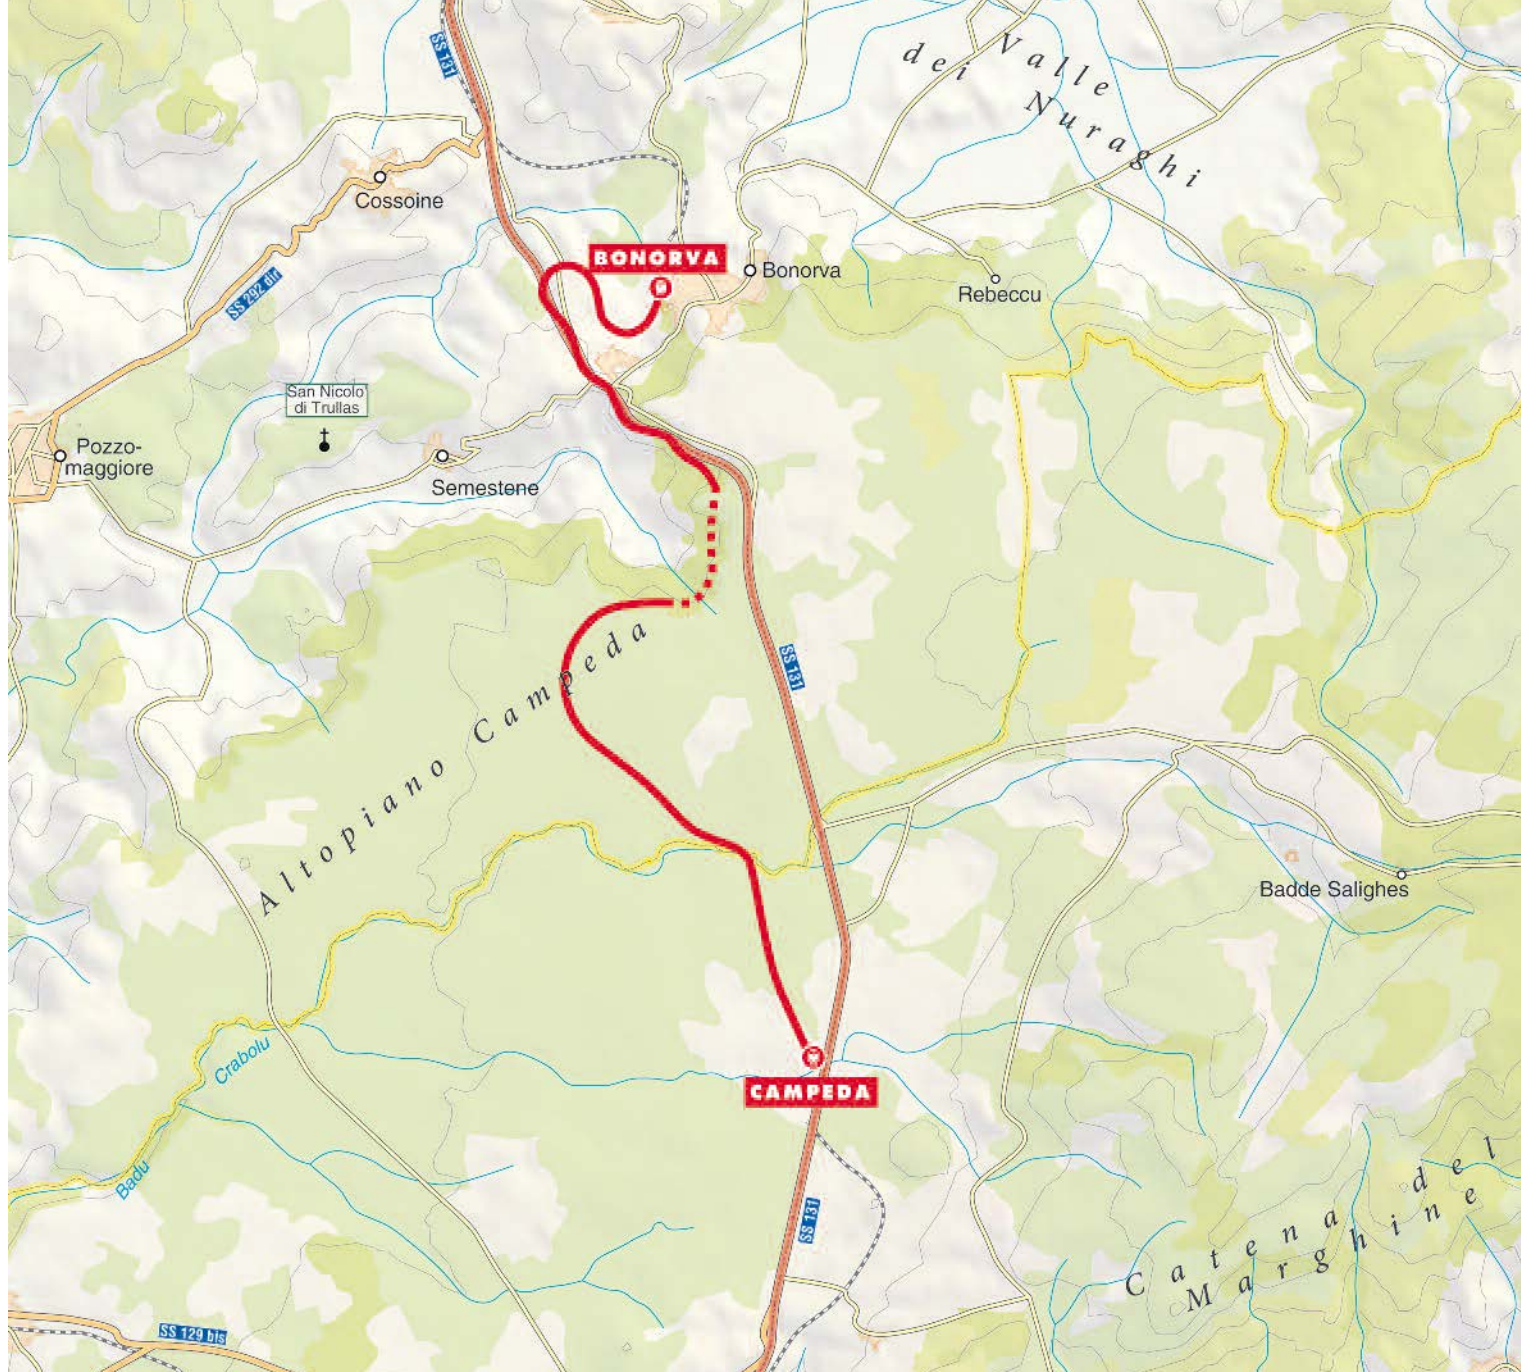 SS 131
Valle
dei
Nuraghi
Cossoine
BONORVA
Bonorva
Rebeccu
SS 292 dir
San Nicolo
di Trullas
Pozzo-
maggiore
Semestene
SS 131
Altopiano Campeda
Badde Salighes
Crabolu
CAMPEDA
Badu
SS 131
Catena del
Marghine
SS 129 bis